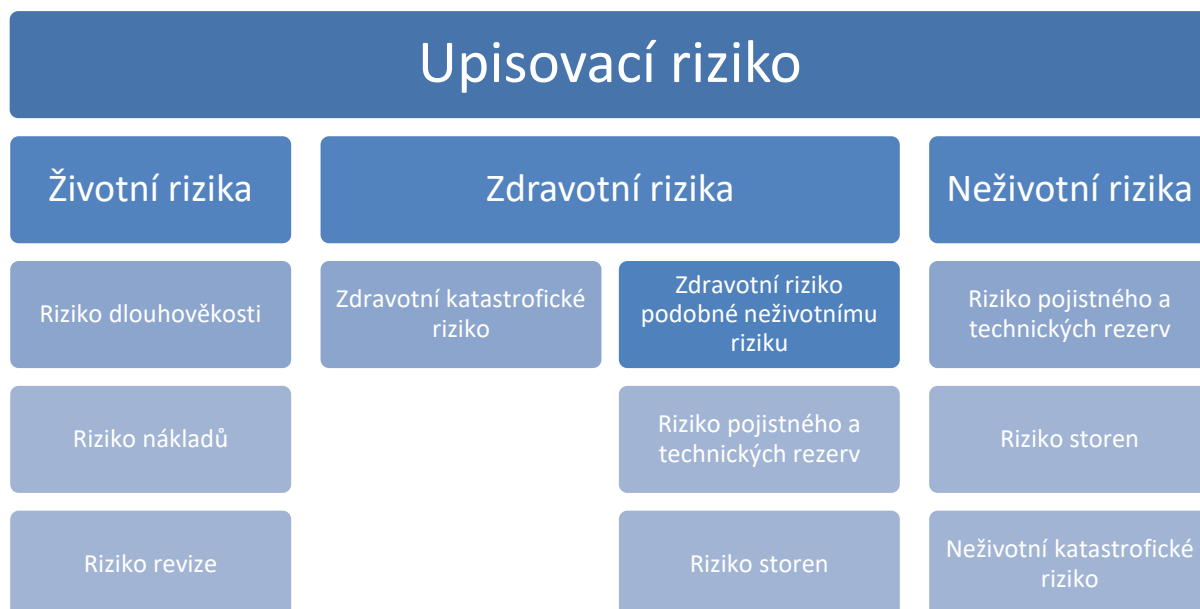 Upisovací riziko
Životní rizika
Zdravotní rizika
Neživotní rizika
Riziko dlouhověkosti
Zdravotní katastrofické
riziko
Zdravotní riziko
podobné neživotnímu
riziku
Riziko pojistného a
technických rezerv
Riziko nákladů
Riziko pojistného a
technických rezerv
Riziko storen
Riziko revize
Riziko storen
Neživotní katastrofické
riziko